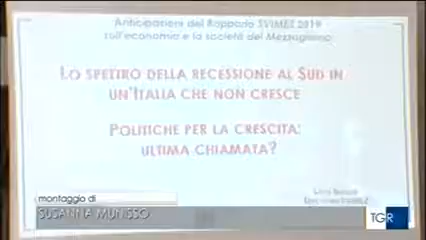 Anticipazioni del Rapporto SVIMEZ 2019
sull'economia e la società del Mezzogiorno
LO SPETTRO DELLA RECESSIONE AL SUD IN
UN'ITALIA CHE NON CRESCE
POLITICHE PER LA CRESCITA:
ULTIMA CHIAMATA?
montaggio di
SUSANNA MUNISSO
TGR